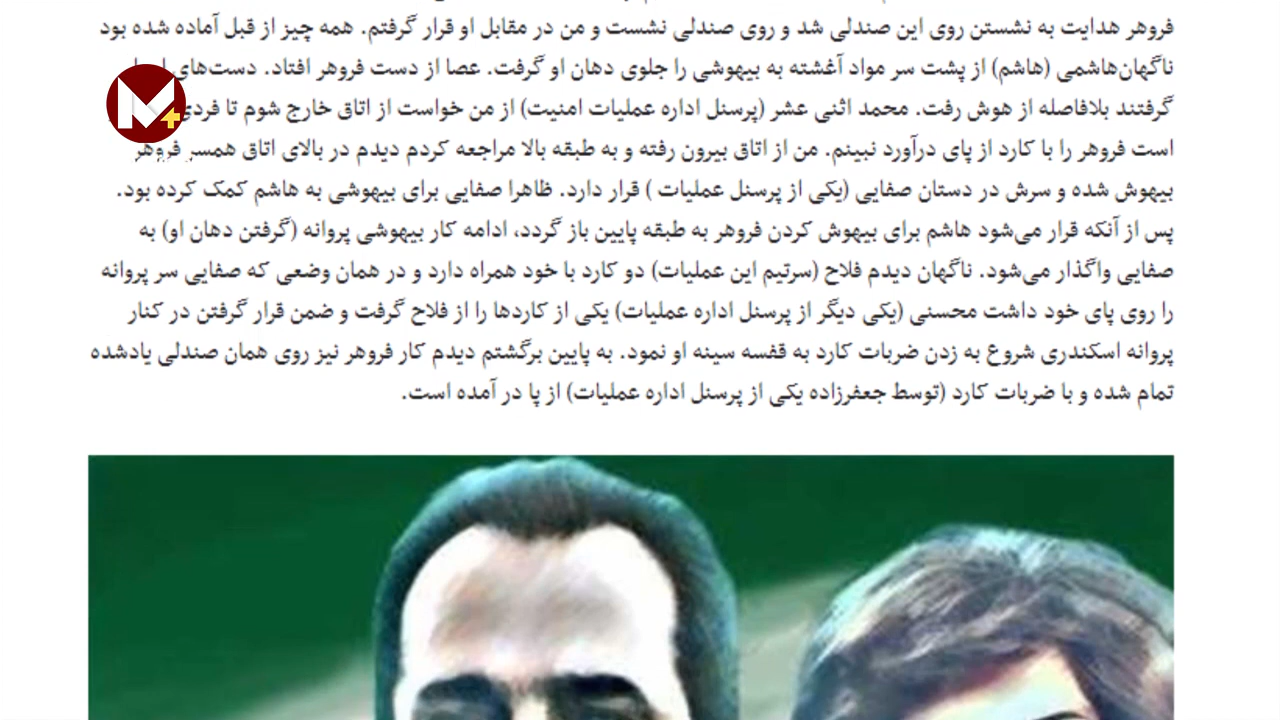 فروهر هدایت به نشستن روی این صندلی شد و روی صندلی نشست و من در مقابل او قرار گرفتم. همه چیز از قبل آماده شده بود
ناگهان‌هاشمی (هاشم) از پشت سر مواد آغشته به بیهوشی را جلوی دهان او گرفت. عصا از دست فروهر افتاد. دست‌های
گرفتند بلافاصله از هوش رفت. محمد اثنی عشر (پرسنل اداره عملیات امنیت) از من خواست از اتاق خارج شوم تا فردی
است فروهر را با کارد از پای درآورد نبینم. من از اتاق بیرون رفته و به طبقه بالا مراجعه کردم دیدم در بالای اتاق همسر فروهر
بیهوش شده و سرش در دستان صفایی (یکی از پرسنل عملیات ) قرار دارد. ظاهرا صفایی برای بیهوشی به هاشم کمک کرده بود.
پس از آنکه قرار می‌شود هاشم برای بیهوش کردن فروهر به طبقه پایین باز گردد، ادامه کار بیهوشی پروانه (گرفتن دهان او) به
صفایی واگذار می‌شود. ناگهان دیدم فلاح (سرتیم این عملیات) دو کارد با خود همراه دارد و در همان وضعی که صفایی سر پروانه
را روی پای خود داشت محسنی (یکی دیگر از پرسنل اداره عملیات) یکی از کاردها را از فلاح گرفت و ضمن قرار گرفتن در کنار
پروانه اسکندری شروع به زدن ضربات کارد به قفسه سینه او نمود. به پایین برگشتم دیدم کار فروهر نیز روی همان صندلی یادشده
تمام شده و با ضربات کارد (توسط جعفرزاده یکی از پرسنل اداره عملیات) از پا در آمده است.
M+